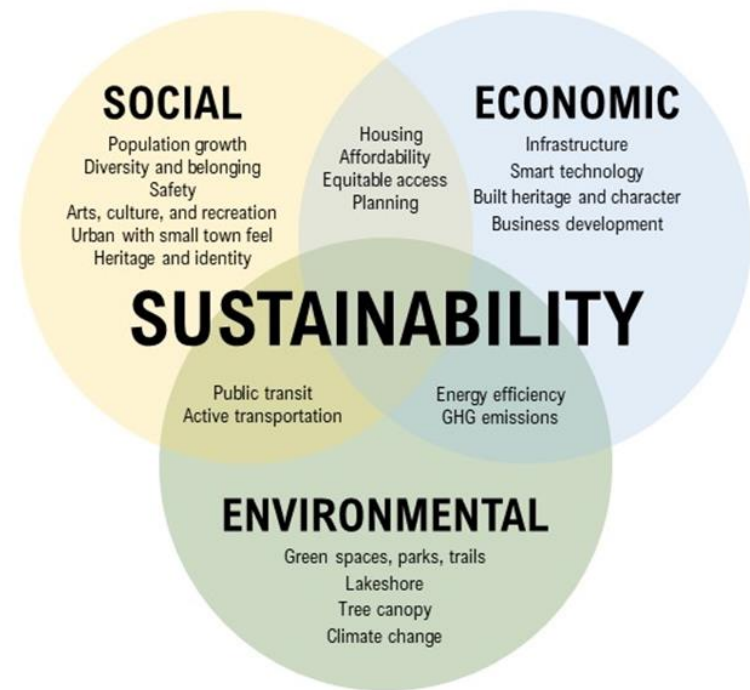 SOCIAL
Population growth
Diversity and belonging
Safety
Arts, culture, and recreation
Urban with small town feel
Heritage and identity
Housing
Affordability
Equitable access
Planning
ECONOMIC
Infrastructure
Smart technology
Built heritage and character
Business development
SUSTAINABILITY
Public transit
Active transportation
Energy efficiency
GHG emissions
ENVIRONMENTAL
Green spaces, parks, trails
Lakeshore
Tree canopy
Climate change